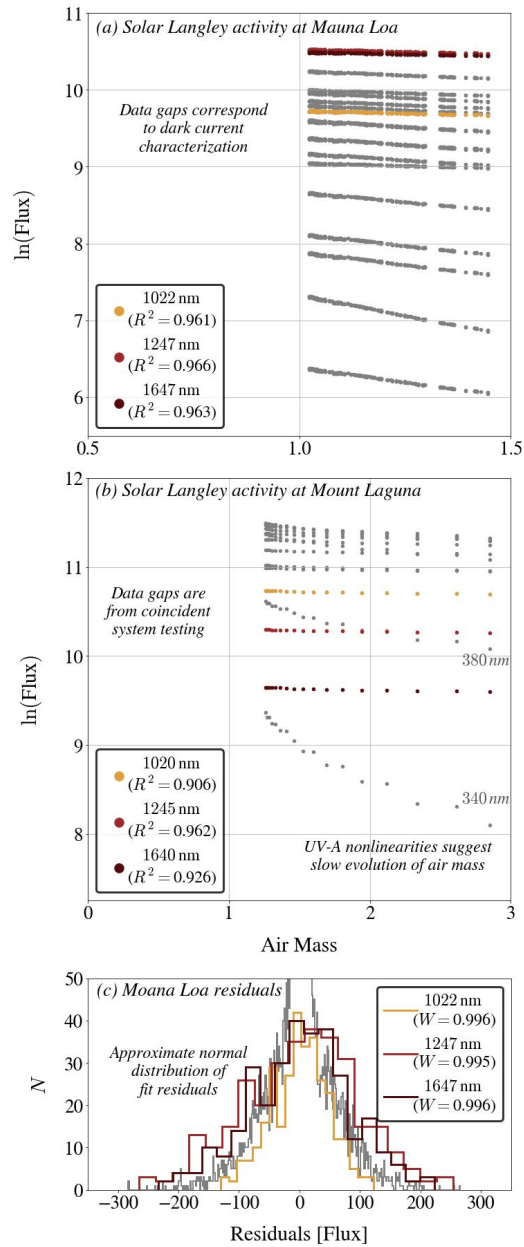 (a) Solar Langley activity at Mauna Loa
11
10
9
8
7
6
ln(Flux)
Data gaps correspond
to dark current
characterization
1022 nm
(R² = 0.961)
1247 nm
(R² = 0.966)
1647 nm
(R² = 0.963)
0.5
1.0
1.5
(b) Solar Langley activity at Mount Laguna
12
11
10
9
8
ln(Flux)
Data gaps are
from coincident
system testing
380 nm
340 nm
1020 nm
(R² = 0.906)
1245 nm
(R² = 0.962)
1640 nm
(R² = 0.926)
UV-A nonlinearities suggest
slow evolution of air mass
0
1
2
3
Air Mass
(c) Moana Loa residuals
50
40
30
20
10
0
N
Approximate normal
distribution of
fit residuals
1022 nm
(W = 0.996)
1247 nm
(W = 0.995)
1647 nm
(W = 0.996)
−300
−200
−100
0
100
200
300
Residuals [Flux]